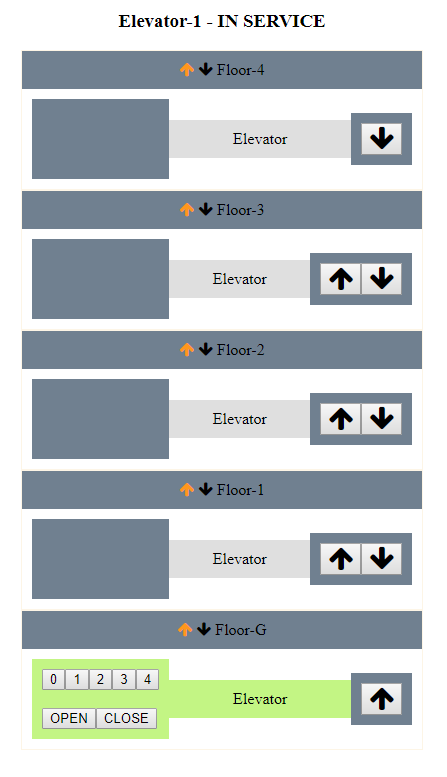 Elevator-1 - IN SERVICE
Floor-4
Elevator
Floor-3
Elevator
Floor-2
Elevator
Floor-1
Elevator
Floor-G
0 1 2 3 4
Elevator
OPEN CLOSE